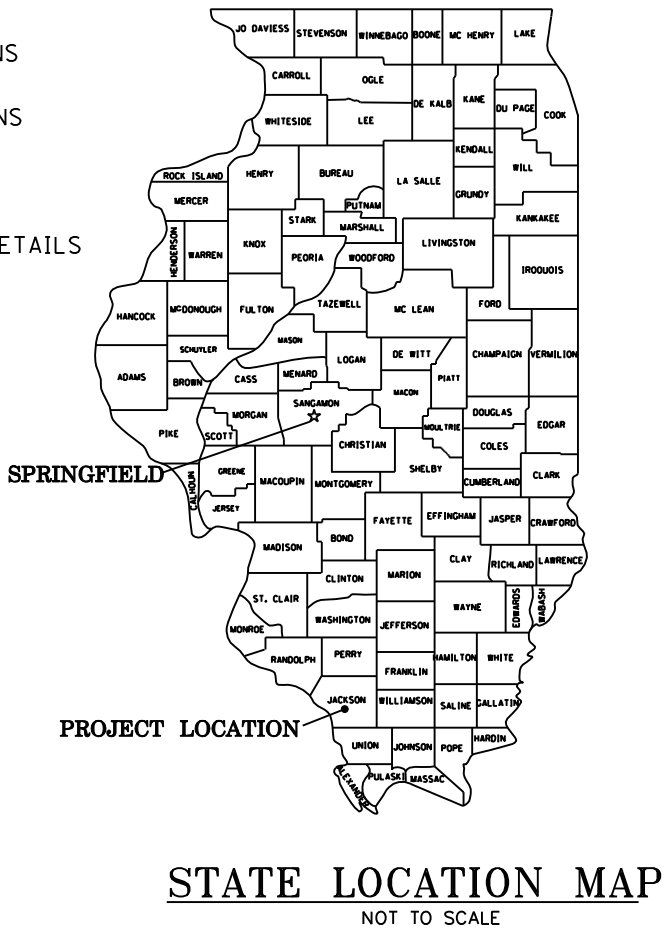 JO DAVIESS STEVENSON WINNEBAGO BOONE MC HENRY LAKE
NS
CARROLL OGLE
DE KALB KANE DU PAGE COOK
NS
WHITESIDE LEE
KENDALL
WILL
ROCK ISLAND HENRY BUREAU LA SALLE
GRUNDY
MERCER PUTNAM
STARK MARSHALL KANKAKEE
ETAILS
HENDERSON WARREN KNOX PEORIA WOODFORD LIVINGSTON
IROQUOIS
HANCOCK McDONOUGH FULTON TAZEWELL MC LEAN FORD
MASON
SCHUYLER LOGAN DE WITT CHAMPAIGN VERMILION
ADAMS BROWN CASS MENARD PIATT
MACON
SANGAMON
PIKE SCOTT MORGAN MOULTRIE DOUGLAS EDGAR
CHRISTIAN COLES
SPRINGFIELD
CALHOUN GREENE MACOUPIN MONTGOMERY SHELBY CUMBERLAND CLARK
JERSEY
FAYETTE EFFINGHAM JASPER CRAWFORD
MADISON BOND
CLAY RICHLAND LAWRENCE
CLINTON MARION
ST. CLAIR WAYNE EDWARDS WABASH
MONROE WASHINGTON JEFFERSON
RANDOLPH PERRY HAMILTON WHITE
FRANKLIN
JACKSON WILLIAMSON SALINE GALLATIN
PROJECT LOCATION
UNION JOHNSON POPE HARDIN
ALEXANDER PULASKI MASSAC
STATE LOCATION MAP
NOT TO SCALE